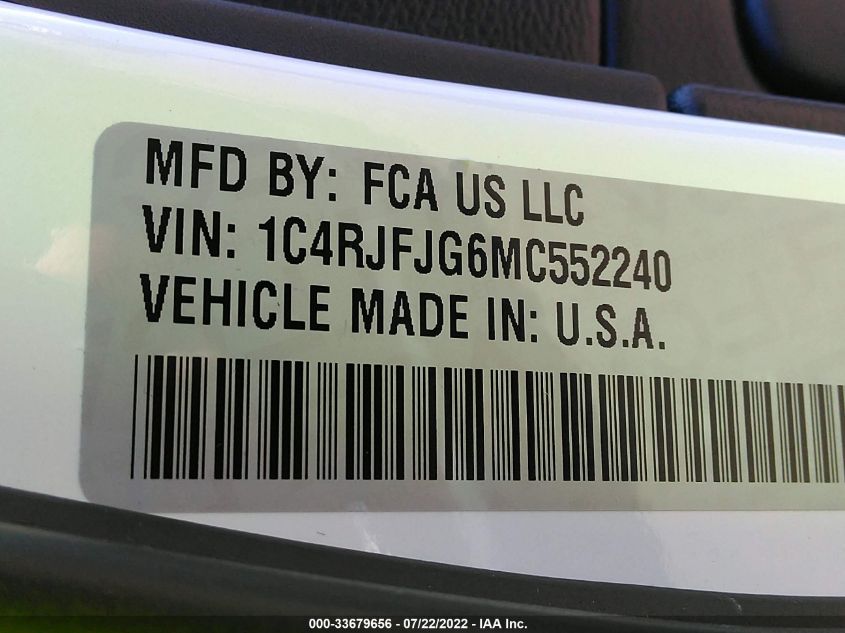 MFD BY: FCA US LLC
VIN: 1C4RJFJG6MC552240
VEHICLE MADE IN: U.S.A.
000-33679656 - 07/22/2022 - IAA Inc.